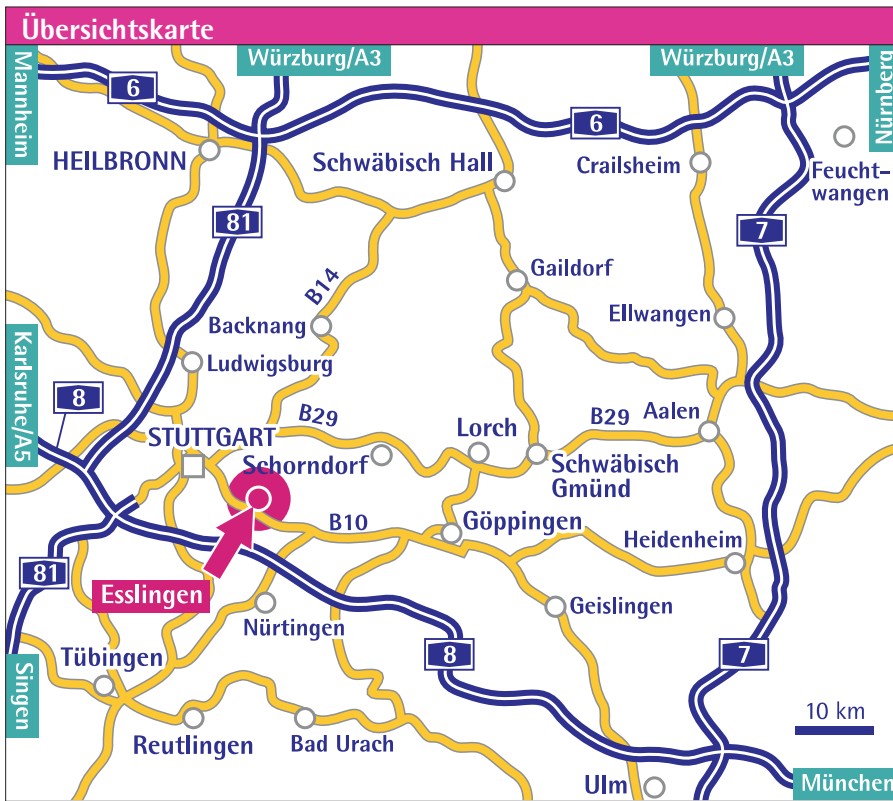 Übersichtskarte
Mannheim
Würzburg/A3
Würzburg/A3
Nürnberg
6
6
7
HEILBRONN
Schwäbisch Hall
Crailsheim
Feucht-
wangen
81
Gaildorf
B14
Ellwangen
Backnang
Karlsruhe/A5
Ludwigsburg
8
B29
Aalen
B29
STUTTGART
Lorch
Schorndorf
Schwäbisch
Gmünd
B10
Göppingen
Heidenheim
81
Esslingen
Nürtingen
Geislingen
8
7
Singen
Tübingen
10 km
Reutlingen
Bad Urach
Ulm
München